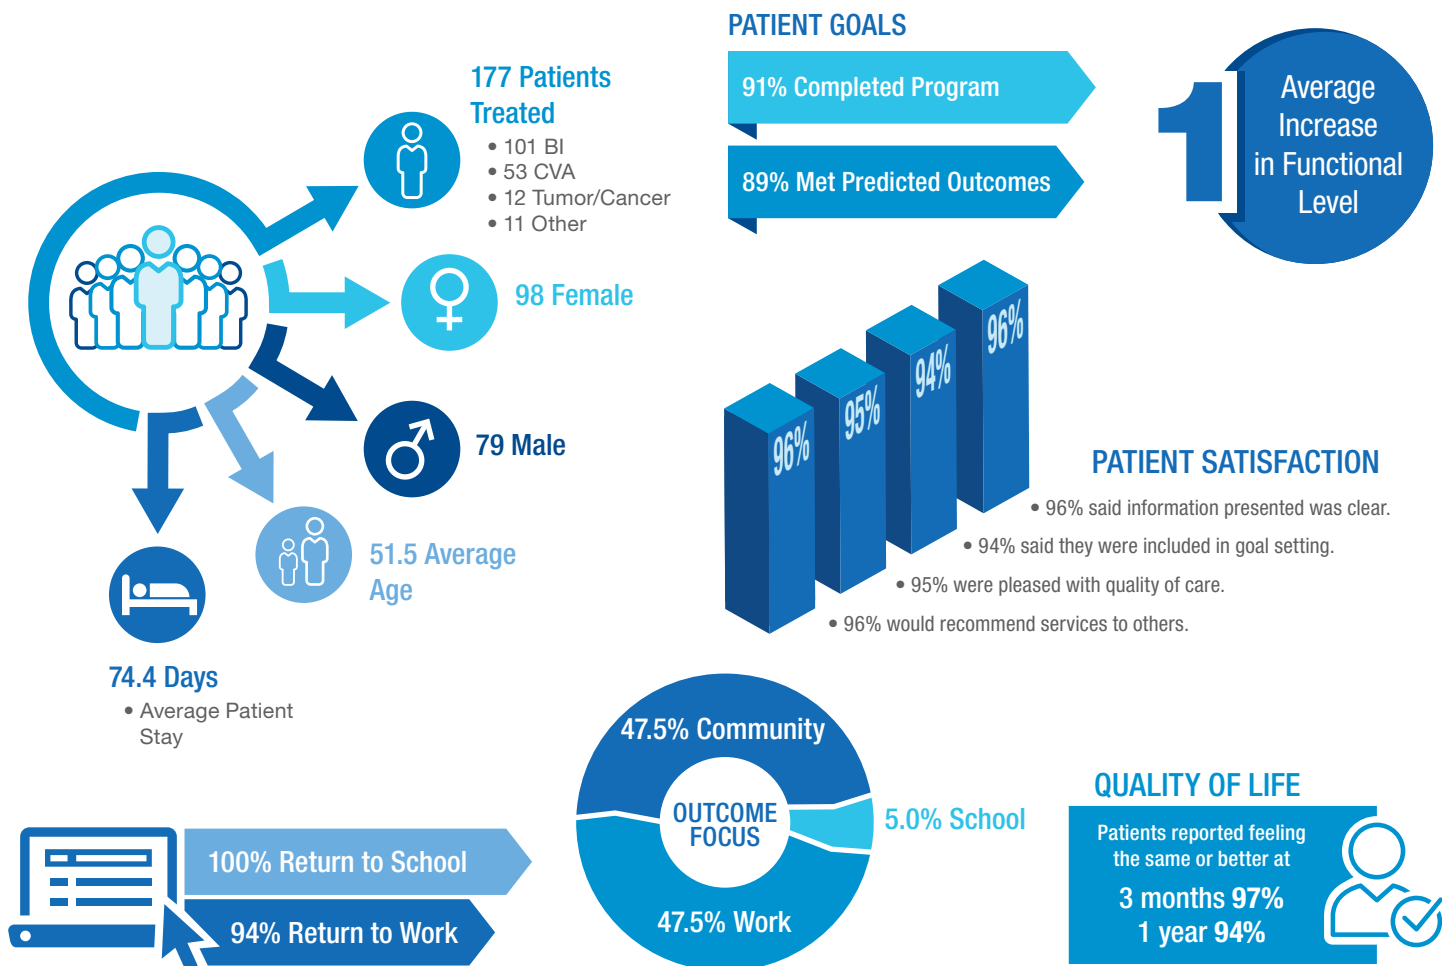 177 Patients
Treated
• 101 BI
• 53 CVA
• 12 Tumor/Cancer
• 11 Other
98 Female
79 Male
51.5 Average
Age
74.4 Days
• Average Patient
Stay
PATIENT GOALS
91% Completed Program
89% Met Predicted Outcomes
1
Average
Increase
in Functional
Level
96%
95%
94%
96%
PATIENT SATISFACTION
• 96% said information presented was clear.
• 94% said they were included in goal setting.
• 95% were pleased with quality of care.
• 96% would recommend services to others.
100% Return to School
94% Return to Work
47.5% Community
OUTCOME
FOCUS
5.0% School
47.5% Work
QUALITY OF LIFE
Patients reported feeling
the same or better at
3 months 97%
1 year 94%